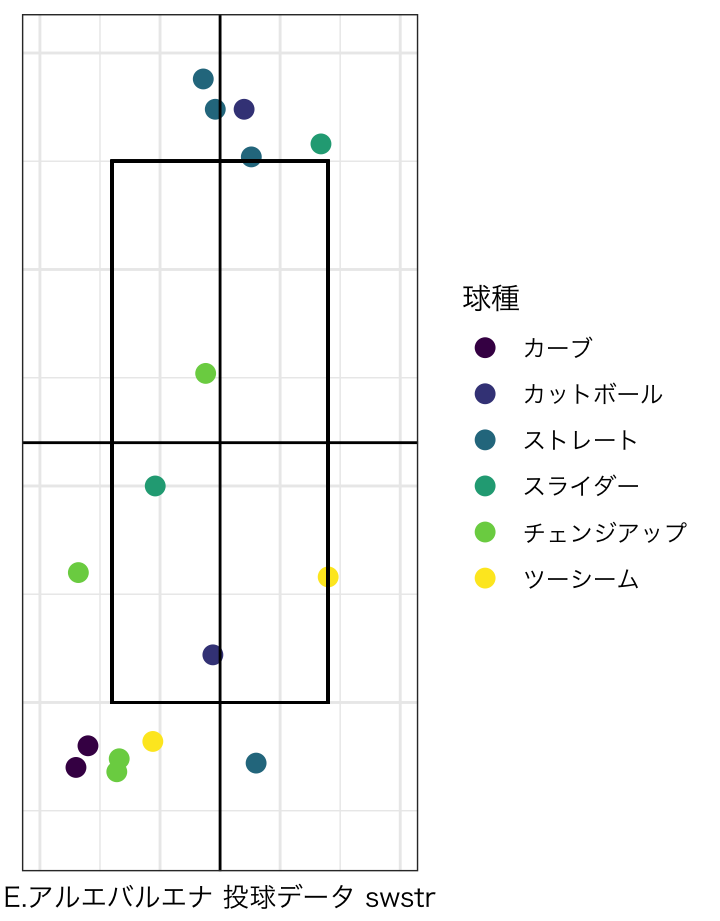 球種
カーブ
カットボール
ストレート
スライダー
チェンジアップ
ツーシーム
E.アルエバルエナ 投球データ swstr